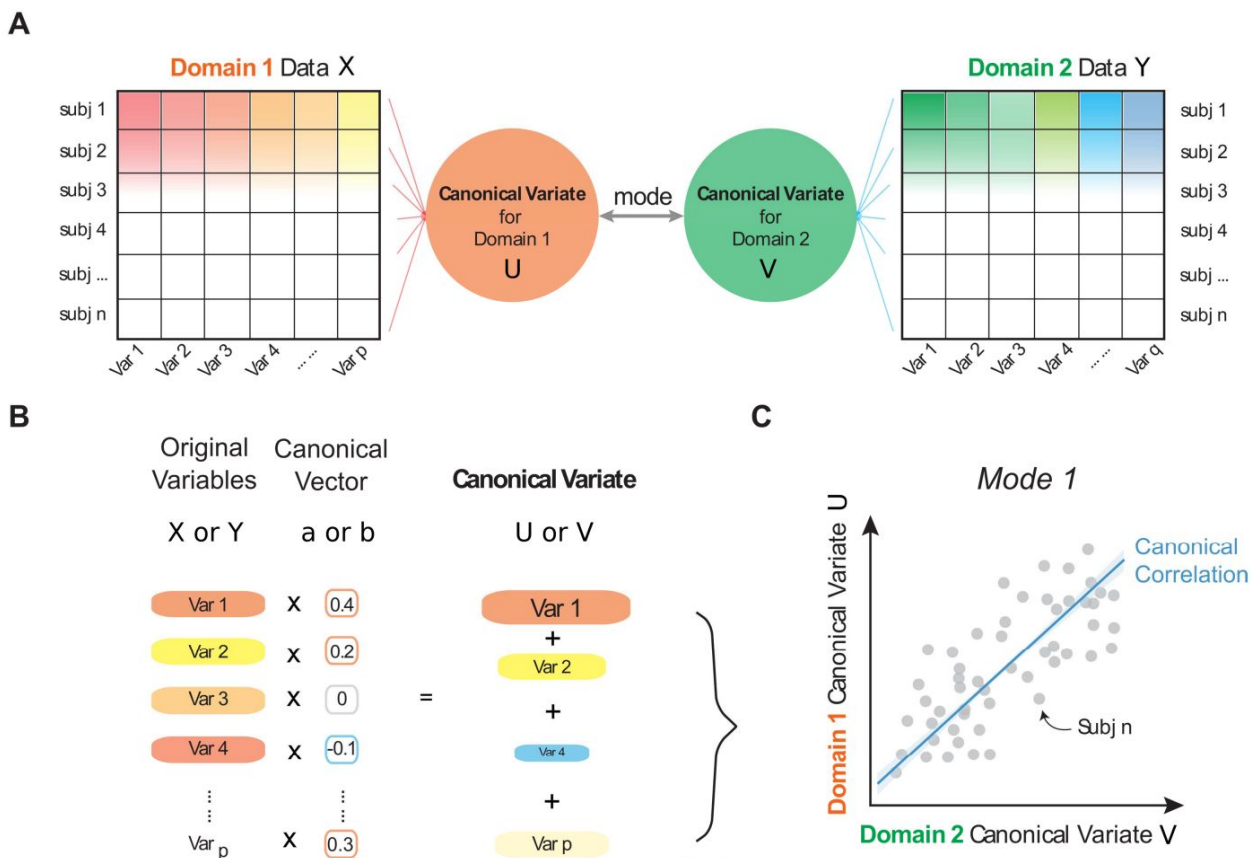 A
Domain 1 Data X
subj 1
subj 2
subj 3
subj 4
subj ...
subj n
Var 1 Var 2 Var 3 Var 4 ... ... Var p
Canonical Variate
for
Domain 1
U
mode
Canonical Variate
for
Domain 2
V
Domain 2 Data Y
subj 1
subj 2
subj 3
subj 4
subj ...
subj n
Var 1 Var 2 Var 3 Var 4 ... ... Var q
B
Original
Variables
X or Y
Canonical
Vector
a or b
Canonical Variate
U or V
Var 1 x 0.4
Var 2 x 0.2
Var 3 x 0
Var 4 x -0.1
Var p x 0.3
=
Var 1
+
Var 2
+
Var 4
+
Var p
C
Mode 1
Domain 1 Canonical Variate U
Canonical
Correlation
Subj n
Domain 2 Canonical Variate V